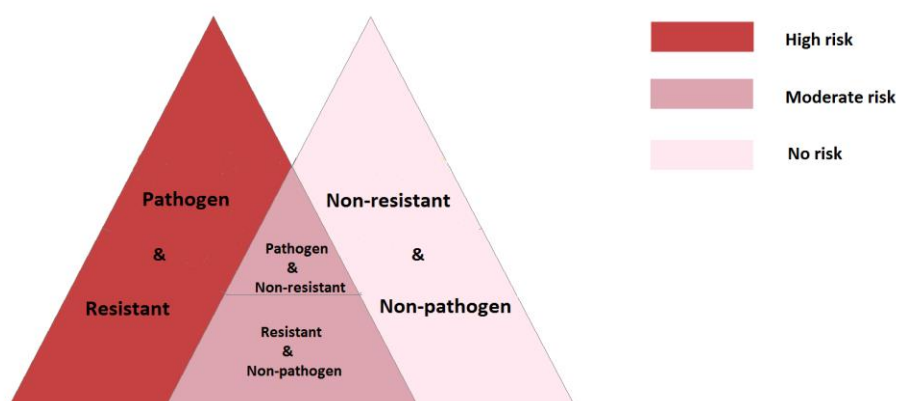 High risk
Moderate risk
No risk
Pathogen
&
Resistant
Pathogen
&
Non-resistant
Resistant
&
Non-pathogen
Non-resistant
&
Non-pathogen